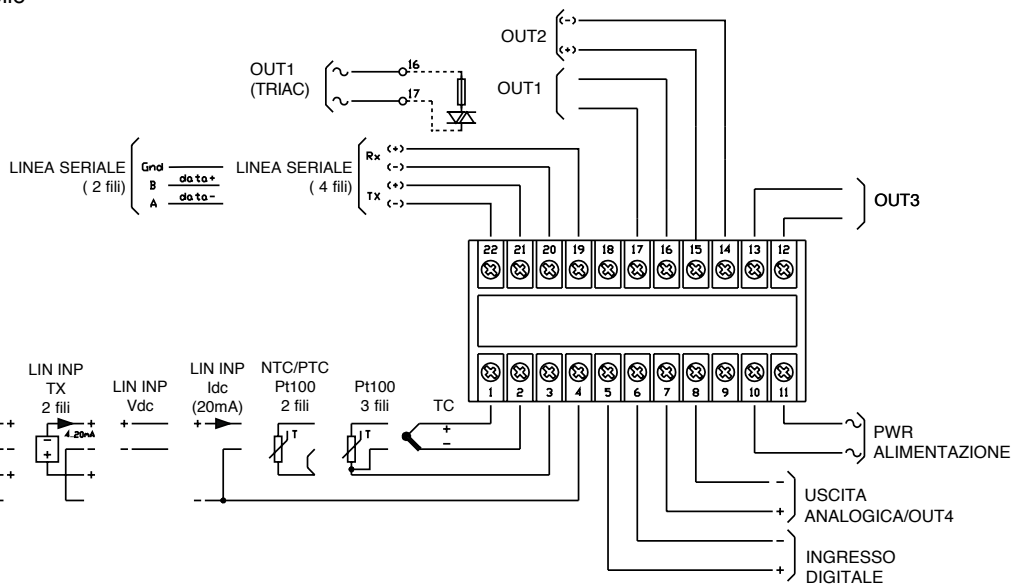 OUT2
(-)
(+)
OUT1
OUT1
(TRIAC)
16
17
LINEA SERIALE
( 2 fili)
Gnd
B data+
A data-
LINEA SERIALE
( 4 fili)
Rx (+)
(-)
TX (+)
(-)
OUT3
22 21 20 19 18 17 16 15 14 13 12
1 2 3 4 5 6 7 8 9 10 11
LIN INP
TX
2 fili
+
-
+
-
- +
4..20mA
+
-
+
-
LIN INP
Vdc
+
-
LIN INP
Idc
(20mA)
+
-
NTC/PTC
Pt100
2 fili
T
Pt100
3 fili
T
TC
+
-
PWR
ALIMENTAZIONE
-
+
USCITA
ANALOGICA/OUT4
-
+
INGRESSO
DIGITALE